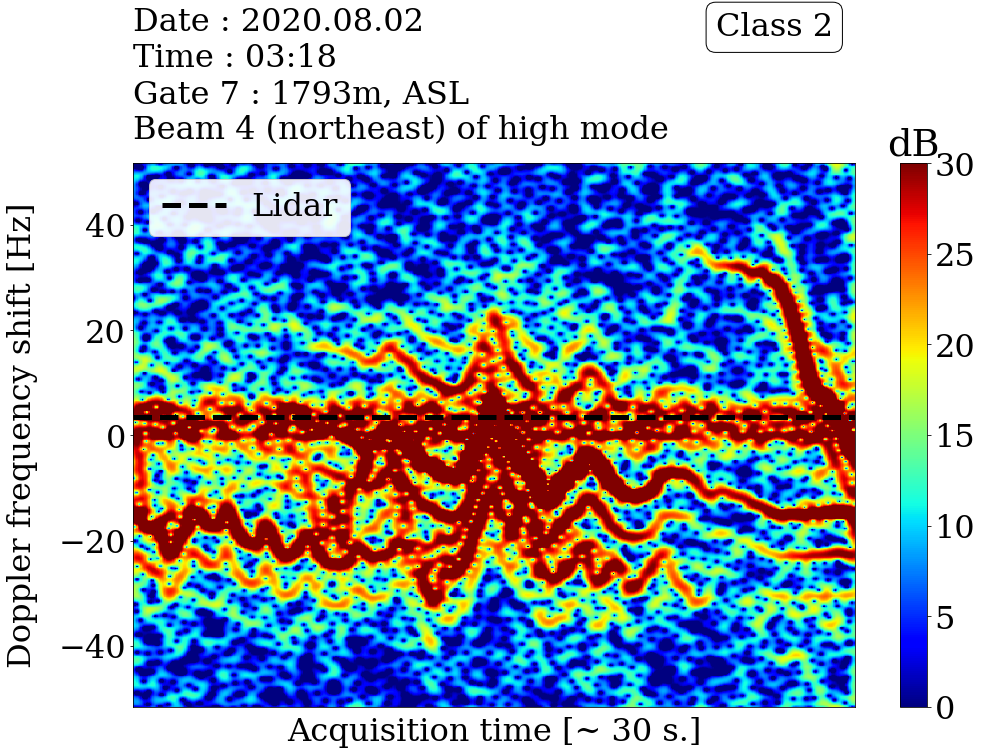 Date : 2020.08.02
Class 2
Time : 03:18
Gate 7 : 1793m, ASL
Beam 4 (northeast) of high mode
dB
Lidar
Doppler frequency shift [Hz]
40
20
0
−20
−40
30
25
20
15
10
5
0
Acquisition time [~ 30 s.]